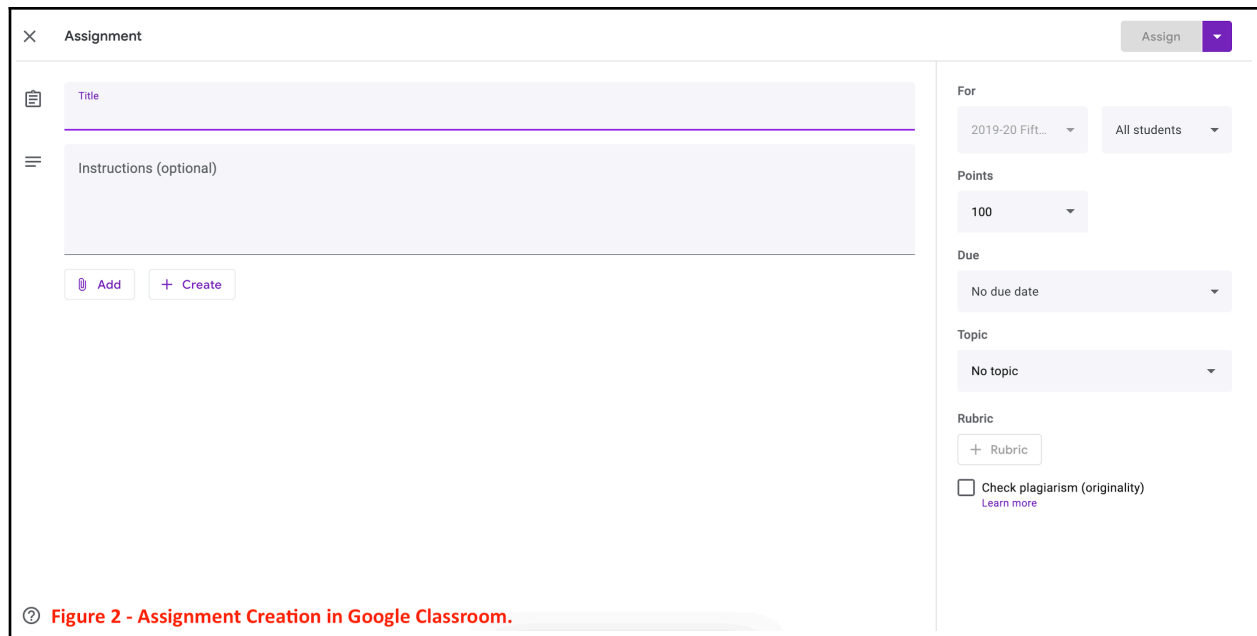 Assignment
Assign
Title
Instructions (optional)
Add
+ Create
For
2019-20 Fift...
All students
Points
100
Due
No due date
Topic
No topic
Rubric
+ Rubric
Check plagiarism (originality)
Learn more
Figure 2 - Assignment Creation in Google Classroom.